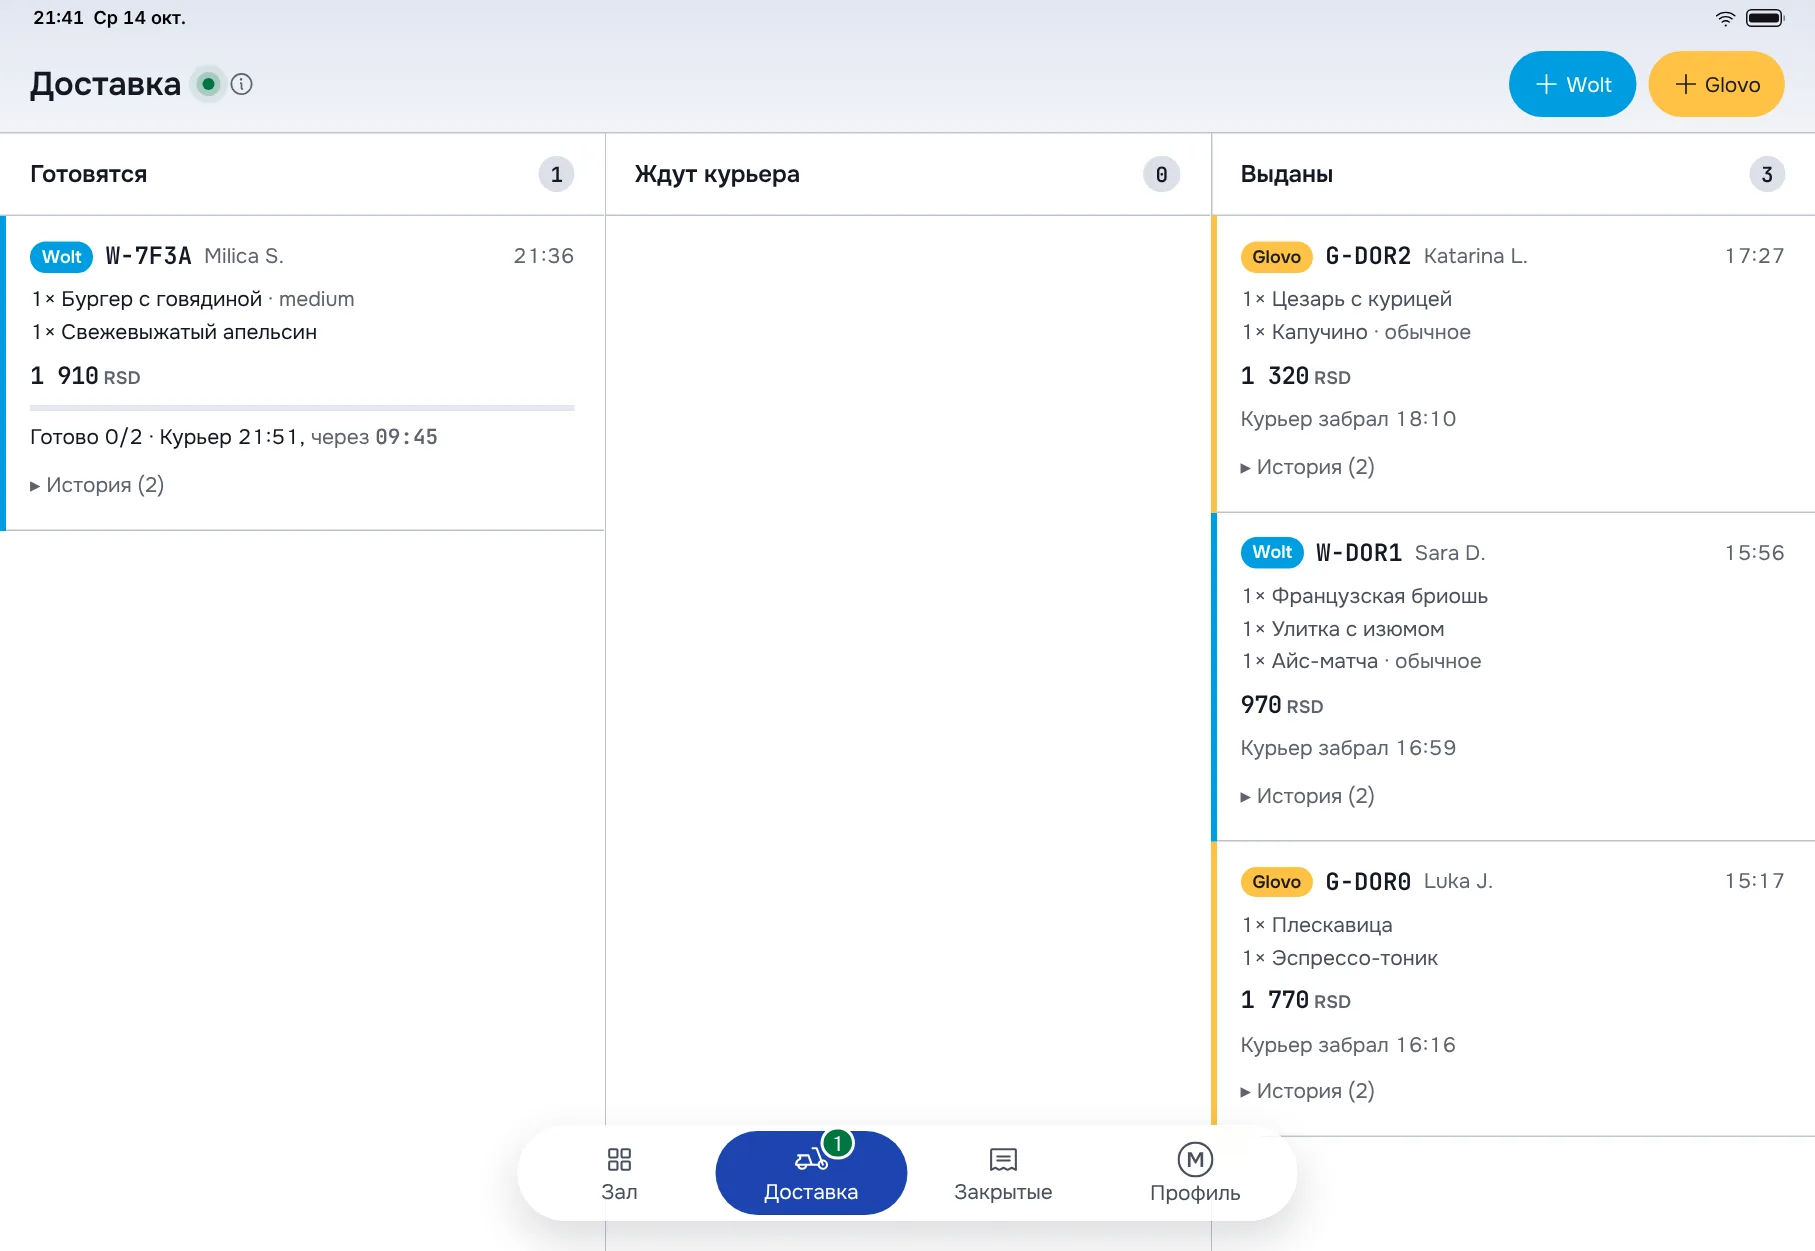 21:41 Ср 14 окт.
Доставка
+ Wolt
+ Glovo
Готовятся 1
Wolt W-7F3A Milica S. 21:36
1× Бургер с говядиной · medium
1× Свежевыжатый апельсин
1 910 RSD
Готово 0/2 · Курьер 21:51, через 09:45
▸ История (2)
Ждут курьера 0
Выданы 3
Glovo G-DOR2 Katarina L. 17:27
1× Цезарь с курицей
1× Капучино · обычное
1 320 RSD
Курьер забрал 18:10
▸ История (2)
Wolt W-DOR1 Sara D. 15:56
1× Французская бриошь
1× Улитка с изюмом
1× Айс-матча · обычное
970 RSD
Курьер забрал 16:59
▸ История (2)
Glovo G-DOR0 Luka J. 15:17
1× Плескавица
1× Эспрессо-тоник
1 770 RSD
Курьер забрал 16:16
▸ История (2)
Зал
1
Доставка
Закрытые
M
Профиль